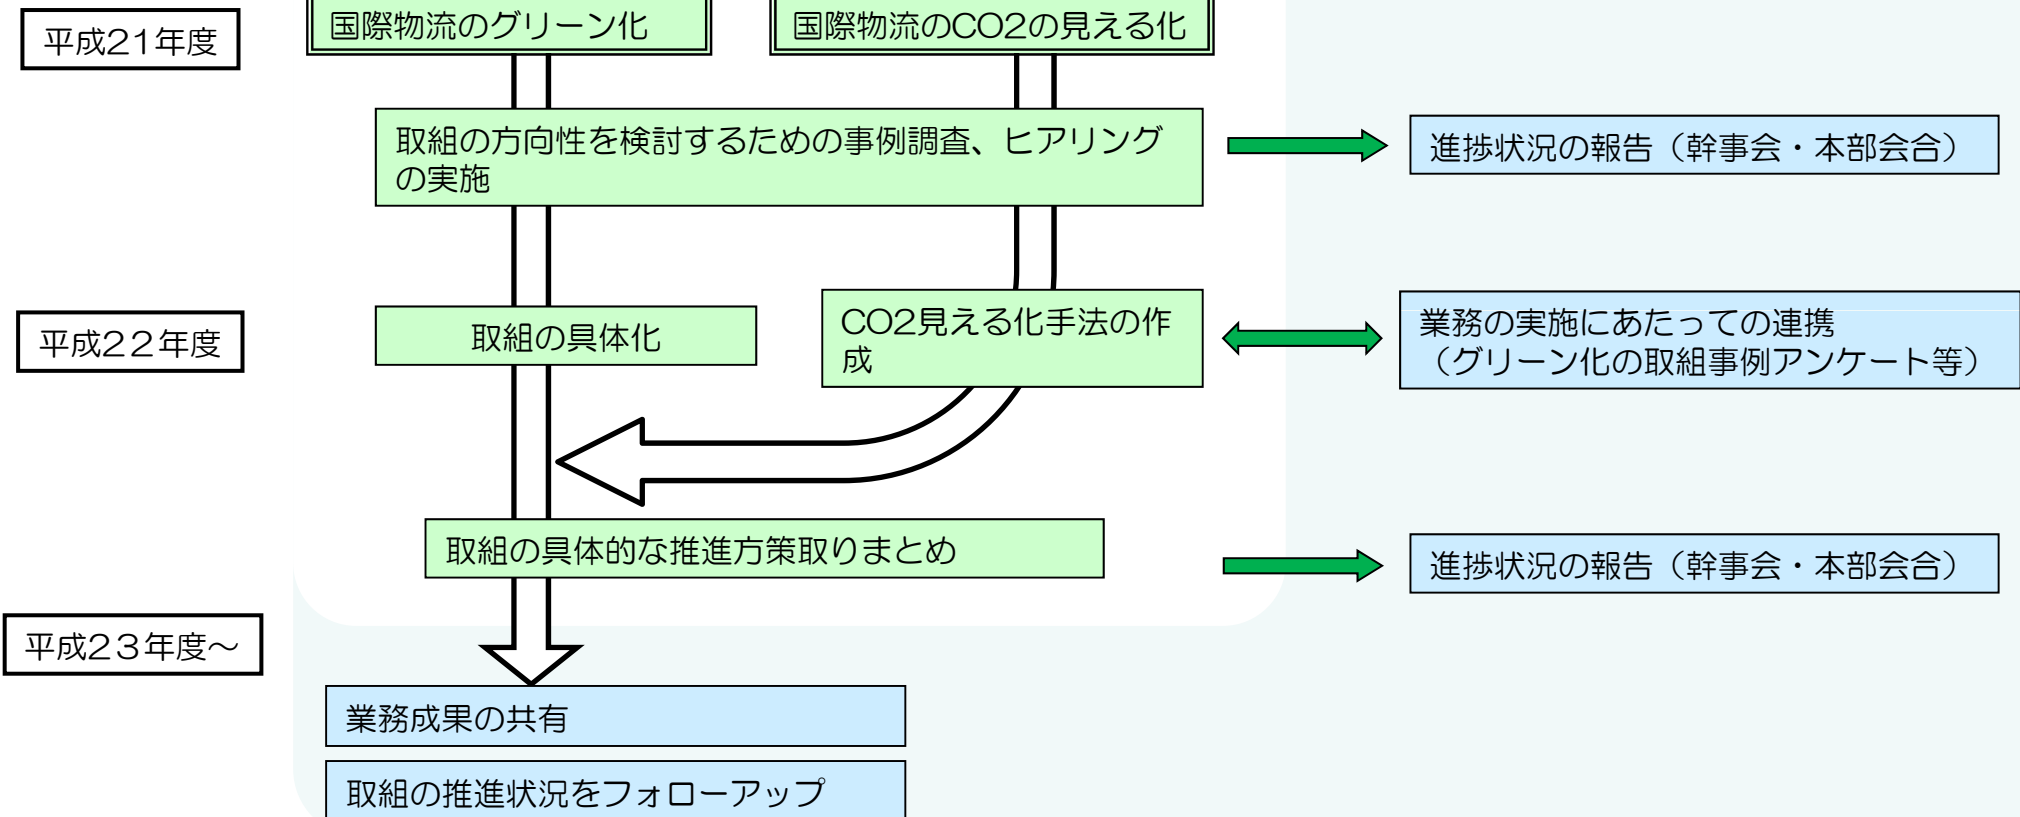 平成21年度
国際物流のグリーン化
国際物流のCO2の見える化
取組の方向性を検討するための事例調査、ヒアリング
の実施
進捗状況の報告（幹事会・本部会合）
平成２２年度
取組の具体化
CO2見える化手法の作
成
業務の実施にあたっての連携
（グリーン化の取組事例アンケート等）
取組の具体的な推進方策取りまとめ
進捗状況の報告（幹事会・本部会合）
平成２３年度～
業務成果の共有
取組の推進状況をフォローアップ